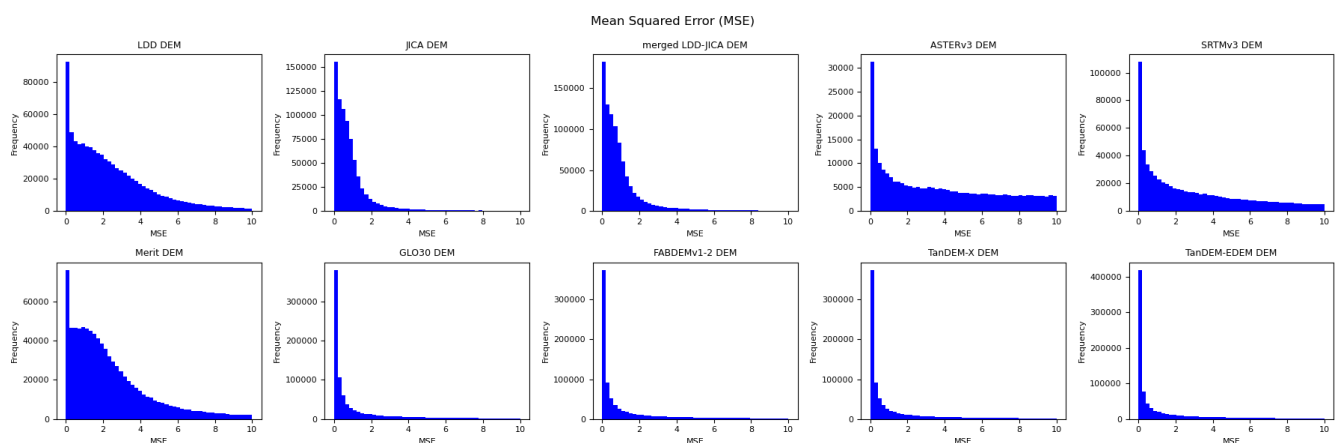 Mean Squared Error (MSE)
LDD DEM
JICA DEM
merged LDD-JICA DEM
ASTERv3 DEM
SRTMv3 DEM
80000
60000
40000
20000
0
Frequency
0 2 4 6 8 10
MSE
150000
125000
100000
75000
50000
25000
0
Frequency
0 2 4 6 8 10
MSE
150000
100000
50000
0
Frequency
0 2 4 6 8 10
MSE
30000
25000
20000
15000
10000
5000
0
Frequency
0 2 4 6 8 10
MSE
100000
80000
60000
40000
20000
0
Frequency
0 2 4 6 8 10
MSE
Merit DEM
GLO30 DEM
FABDEMv1-2 DEM
TanDEM-X DEM
TanDEM-EDEM DEM
60000
40000
20000
0
Frequency
0 2 4 6 8 10
MSE
300000
200000
100000
0
Frequency
0 2 4 6 8 10
MSE
300000
200000
100000
0
Frequency
0 2 4 6 8 10
MSE
300000
200000
100000
0
Frequency
0 2 4 6 8 10
MSE
400000
300000
200000
100000
0
Frequency
0 2 4 6 8 10
MSE